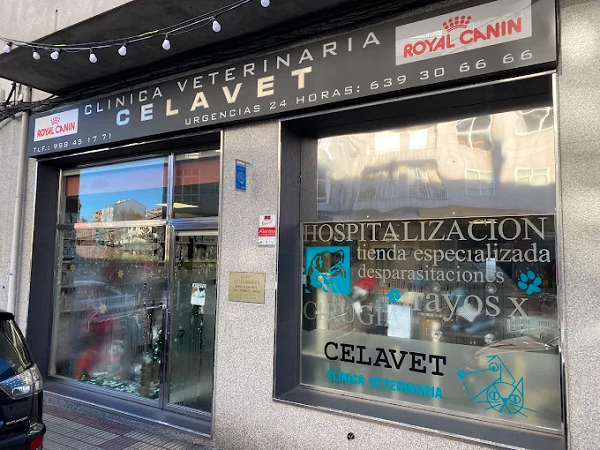 CLINICA VETERINARIA
CELAVET
URGENCIAS 24 HORAS: 639 30 66 66
ROYAL CANIN
ROYAL CANIN
TLF.: 988 45 17 71
HOSPITALIZACION
tienda especializada
desparasitaciones
rayos x
CELAVET
CLÍNICA VETERINARIA
Alarma